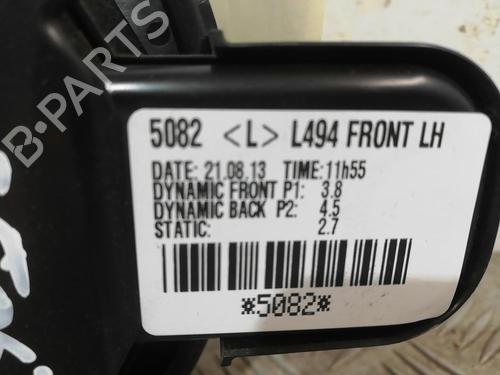 B-PARTS
5082 <L> L494 FRONT LH
DATE: 21.08.13 TIME:11h55
DYNAMIC FRONT P1: 3.8
DYNAMIC BACK P2: 4.5
STATIC: 2.7
*5082*